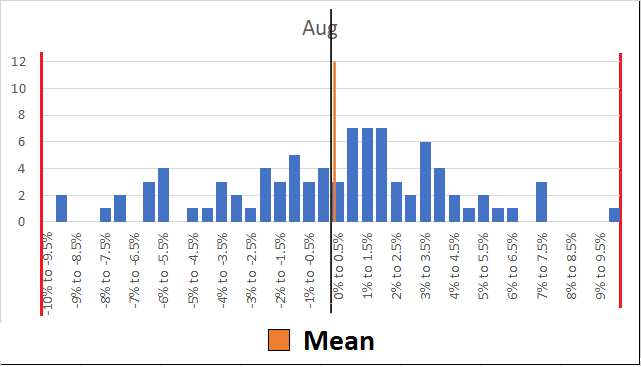 Aug
12
10
8
6
4
2
0
-10% to -9.5%
-9% to -8.5%
-8% to -7.5%
-7% to -6.5%
-6% to -5.5%
-5% to -4.5%
-4% to -3.5%
-3% to -2.5%
-2% to -1.5%
-1% to -0.5%
0% to 0.5%
1% to 1.5%
2% to 2.5%
3% to 3.5%
4% to 4.5%
5% to 5.5%
6% to 6.5%
7% to 7.5%
8% to 8.5%
9% to 9.5%
Mean